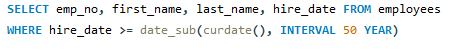 SELECT emp_no, first_name, last_name, hire_date FROM employees
WHERE hire_date >= date_sub(curdate(), INTERVAL 50 YEAR)